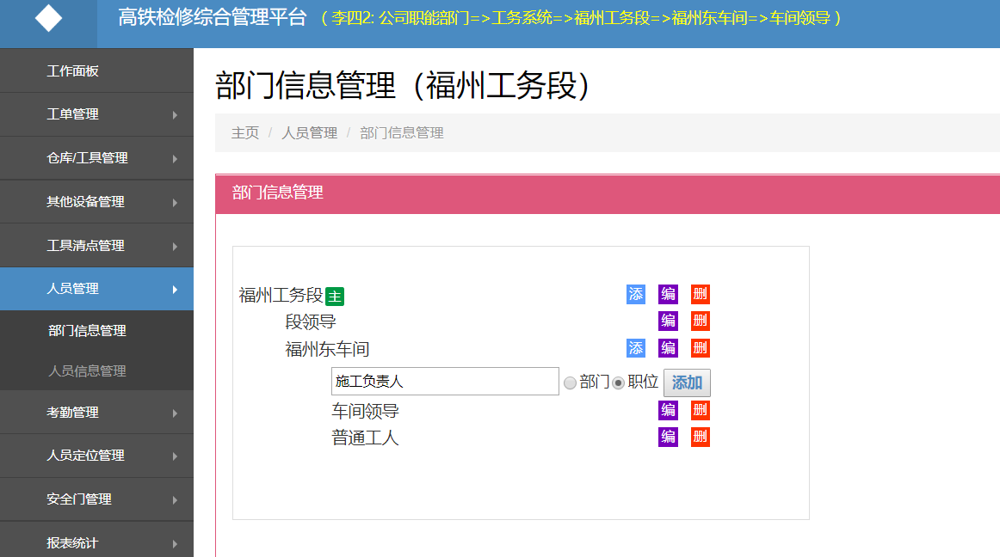 高铁检修综合管理平台 （李四2: 公司职能部门=>工务系统=>福州工务段=>福州东车间=>车间领导）
工作面板
工单管理
仓库/工具管理
其他设备管理
工具清点管理
人员管理
部门信息管理
人员信息管理
考勤管理
人员定位管理
安全门管理
报表统计
部门信息管理（福州工务段）
主页 / 人员管理 / 部门信息管理
部门信息管理
福州工务段 主 添 编 删
段领导 编 删
福州东车间 添 编 删
施工负责人 部门 职位 添加
车间领导 编 删
普通工人 编 删